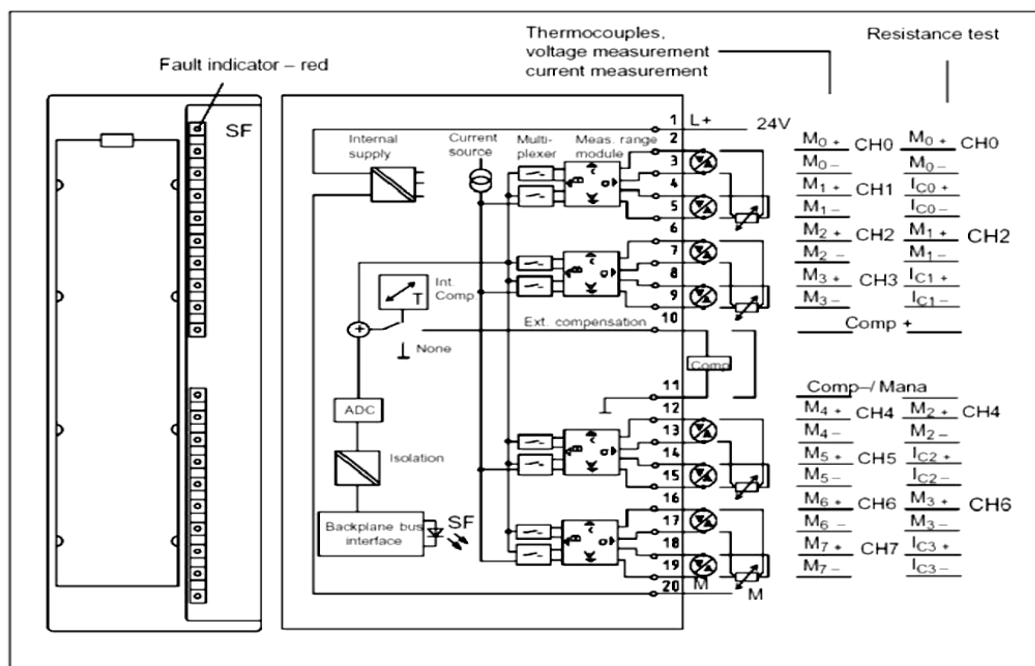 Thermocouples,
voltage measurement
current measurement
Resistance test
Fault indicator – red
SF
Internal
supply
Current
source
Multi-
plexer
Meas. range
module
1 L+ 24V
2
3
4
5
6
7
8
9
10
11
12
13
14
15
16
17
18
19
20
M
M
Int.
Comp
T
Ext. compensation
None
Comp
ADC
Isolation
Backplane bus
interface
SF
M0 + CH0 M0 + CH0
M0 – M0 –
M1 + CH1 IC0 +
M1 – IC0 –
M2 + CH2 M1 + CH2
M2 – M1 –
M3 + CH3 IC1 +
M3 – IC1 –
Comp +
Comp–/ Mana
M4 + CH4 M2 + CH4
M4 – M2 –
M5 + CH5 IC2 +
M5 – IC2 –
M6 + CH6 M3 + CH6
M6 – M3 –
M7 + CH7 IC3 +
M7 – IC3 –